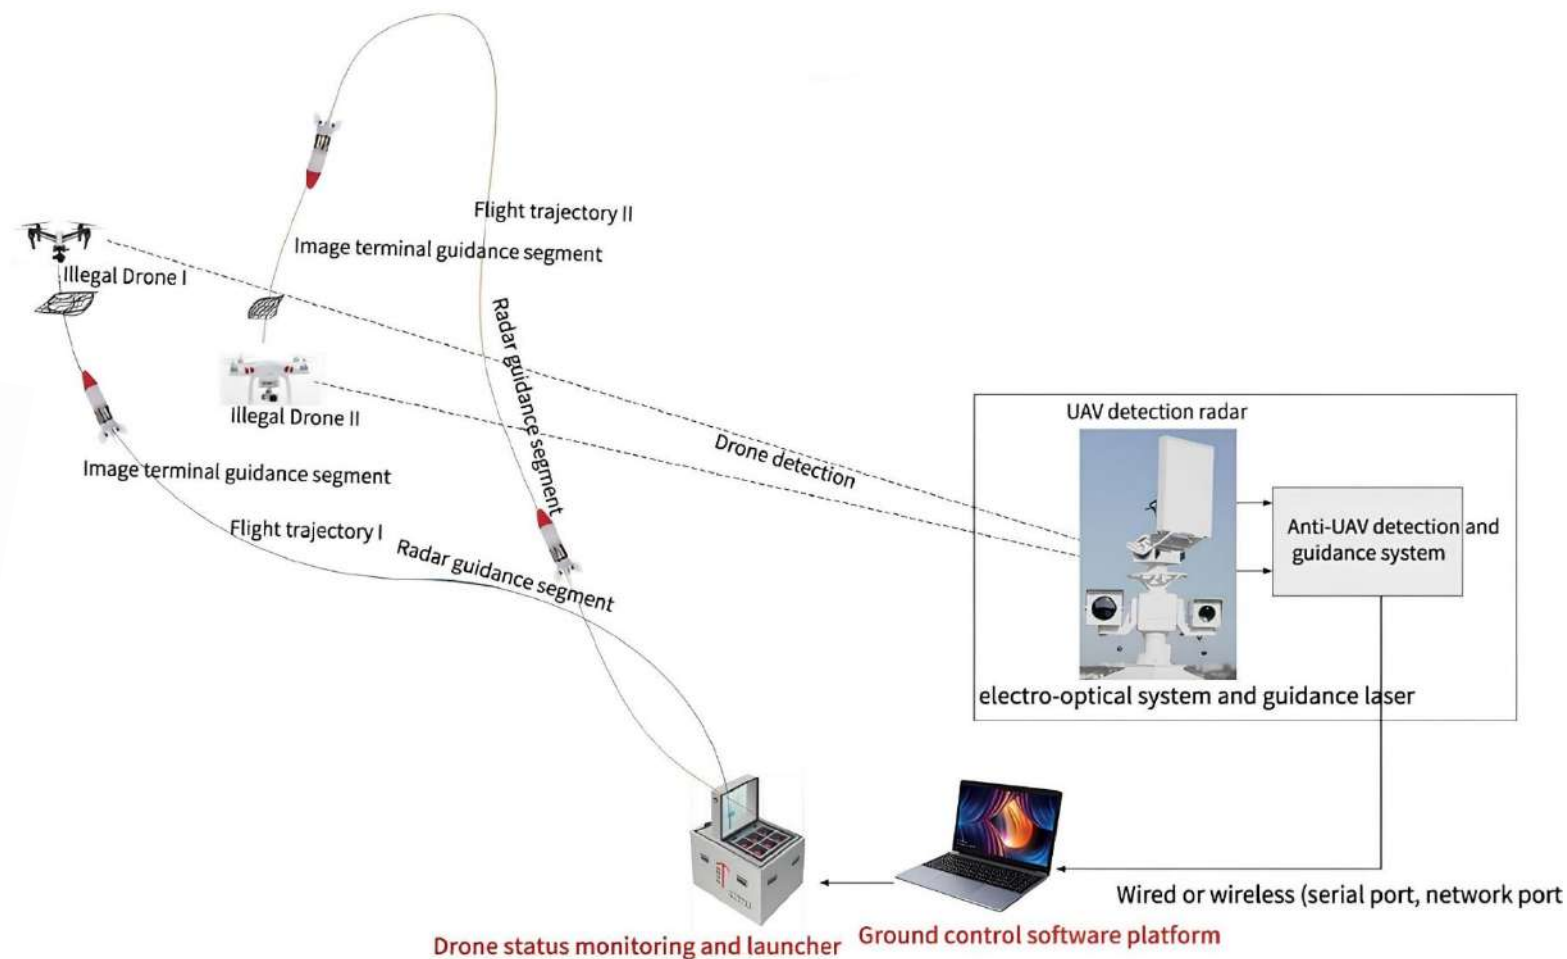 Flight trajectory II
Image terminal guidance segment
Illegal Drone I
Radar guidance segment
Illegal Drone II
UAV detection radar
Drone detection
Image terminal guidance segment
Flight trajectory I
Radar guidance segment
Anti-UAV detection and
guidance system
electro-optical system and guidance laser
Wired or wireless (serial port, network port
Drone status monitoring and launcher
Ground control software platform